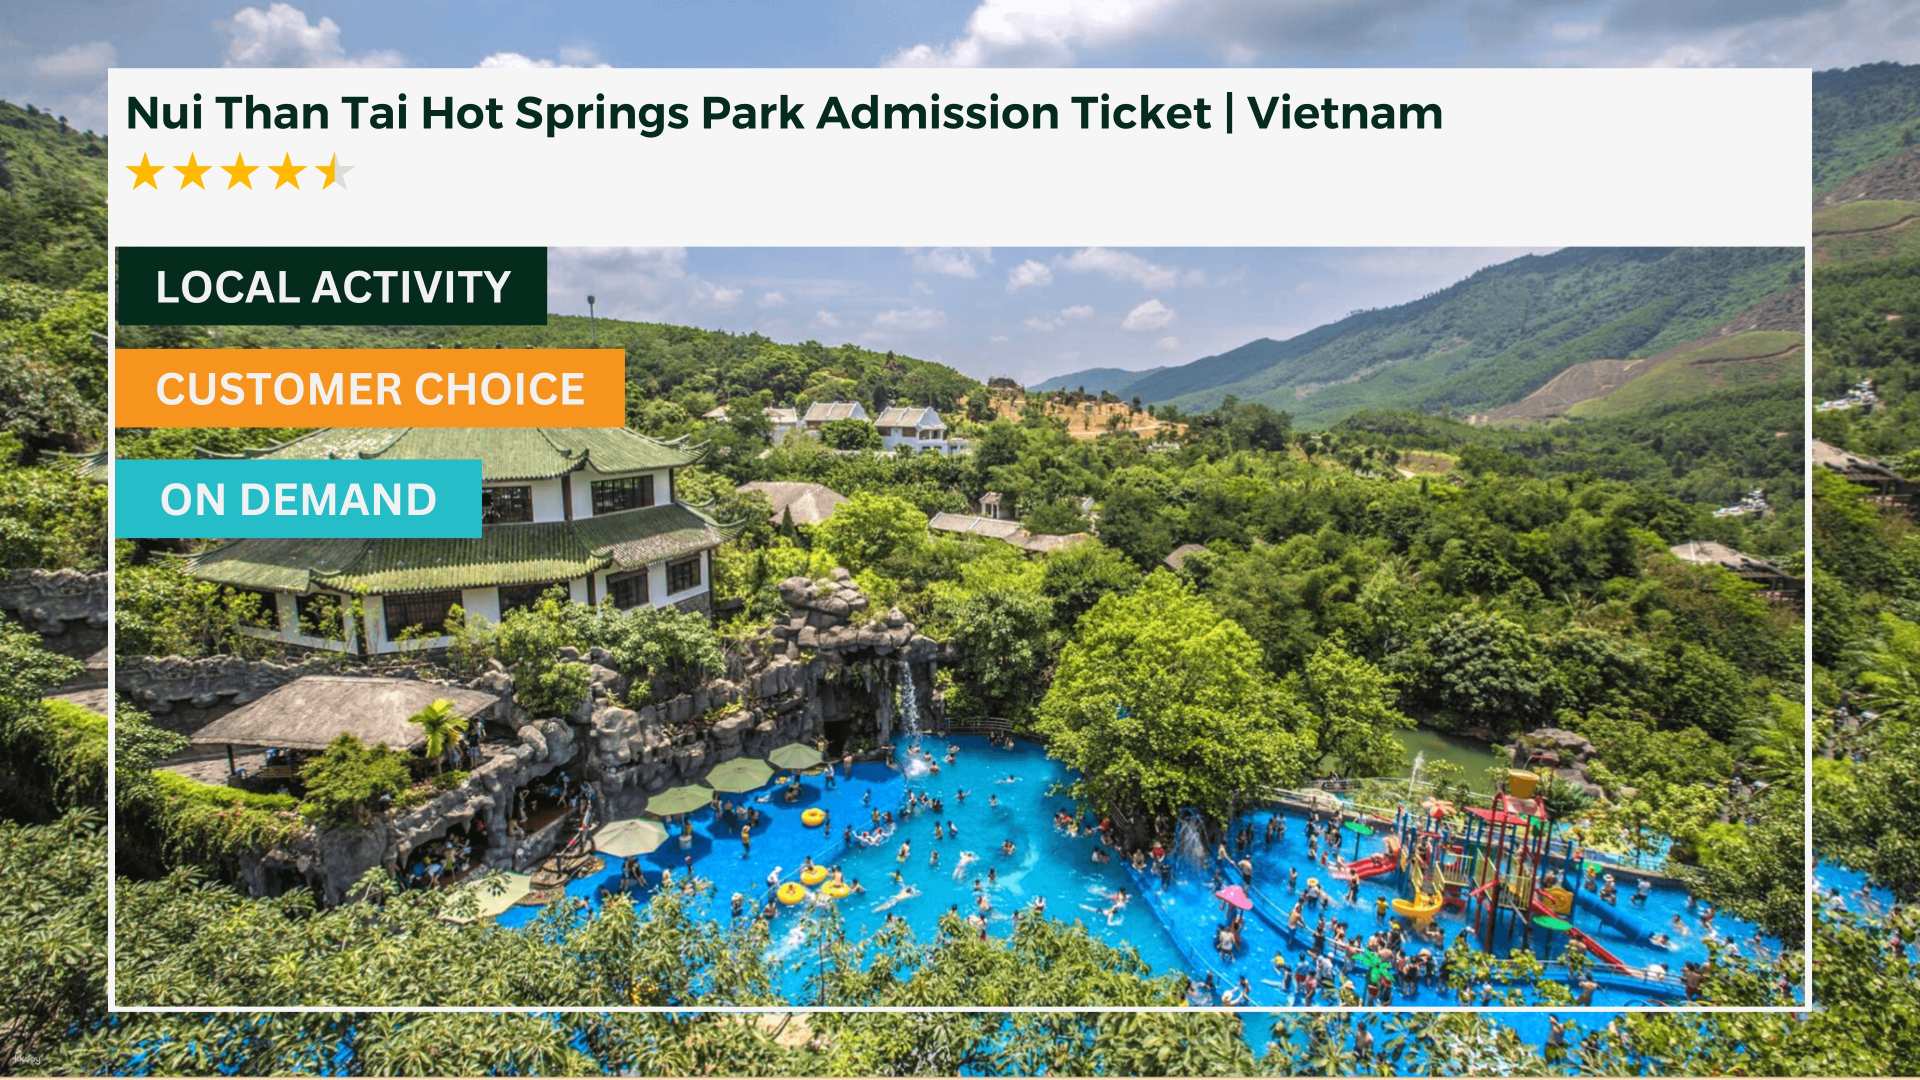 Nui Than Tai Hot Springs Park Admission Ticket | Vietnam
LOCAL ACTIVITY
CUSTOMER CHOICE
ON DEMAND